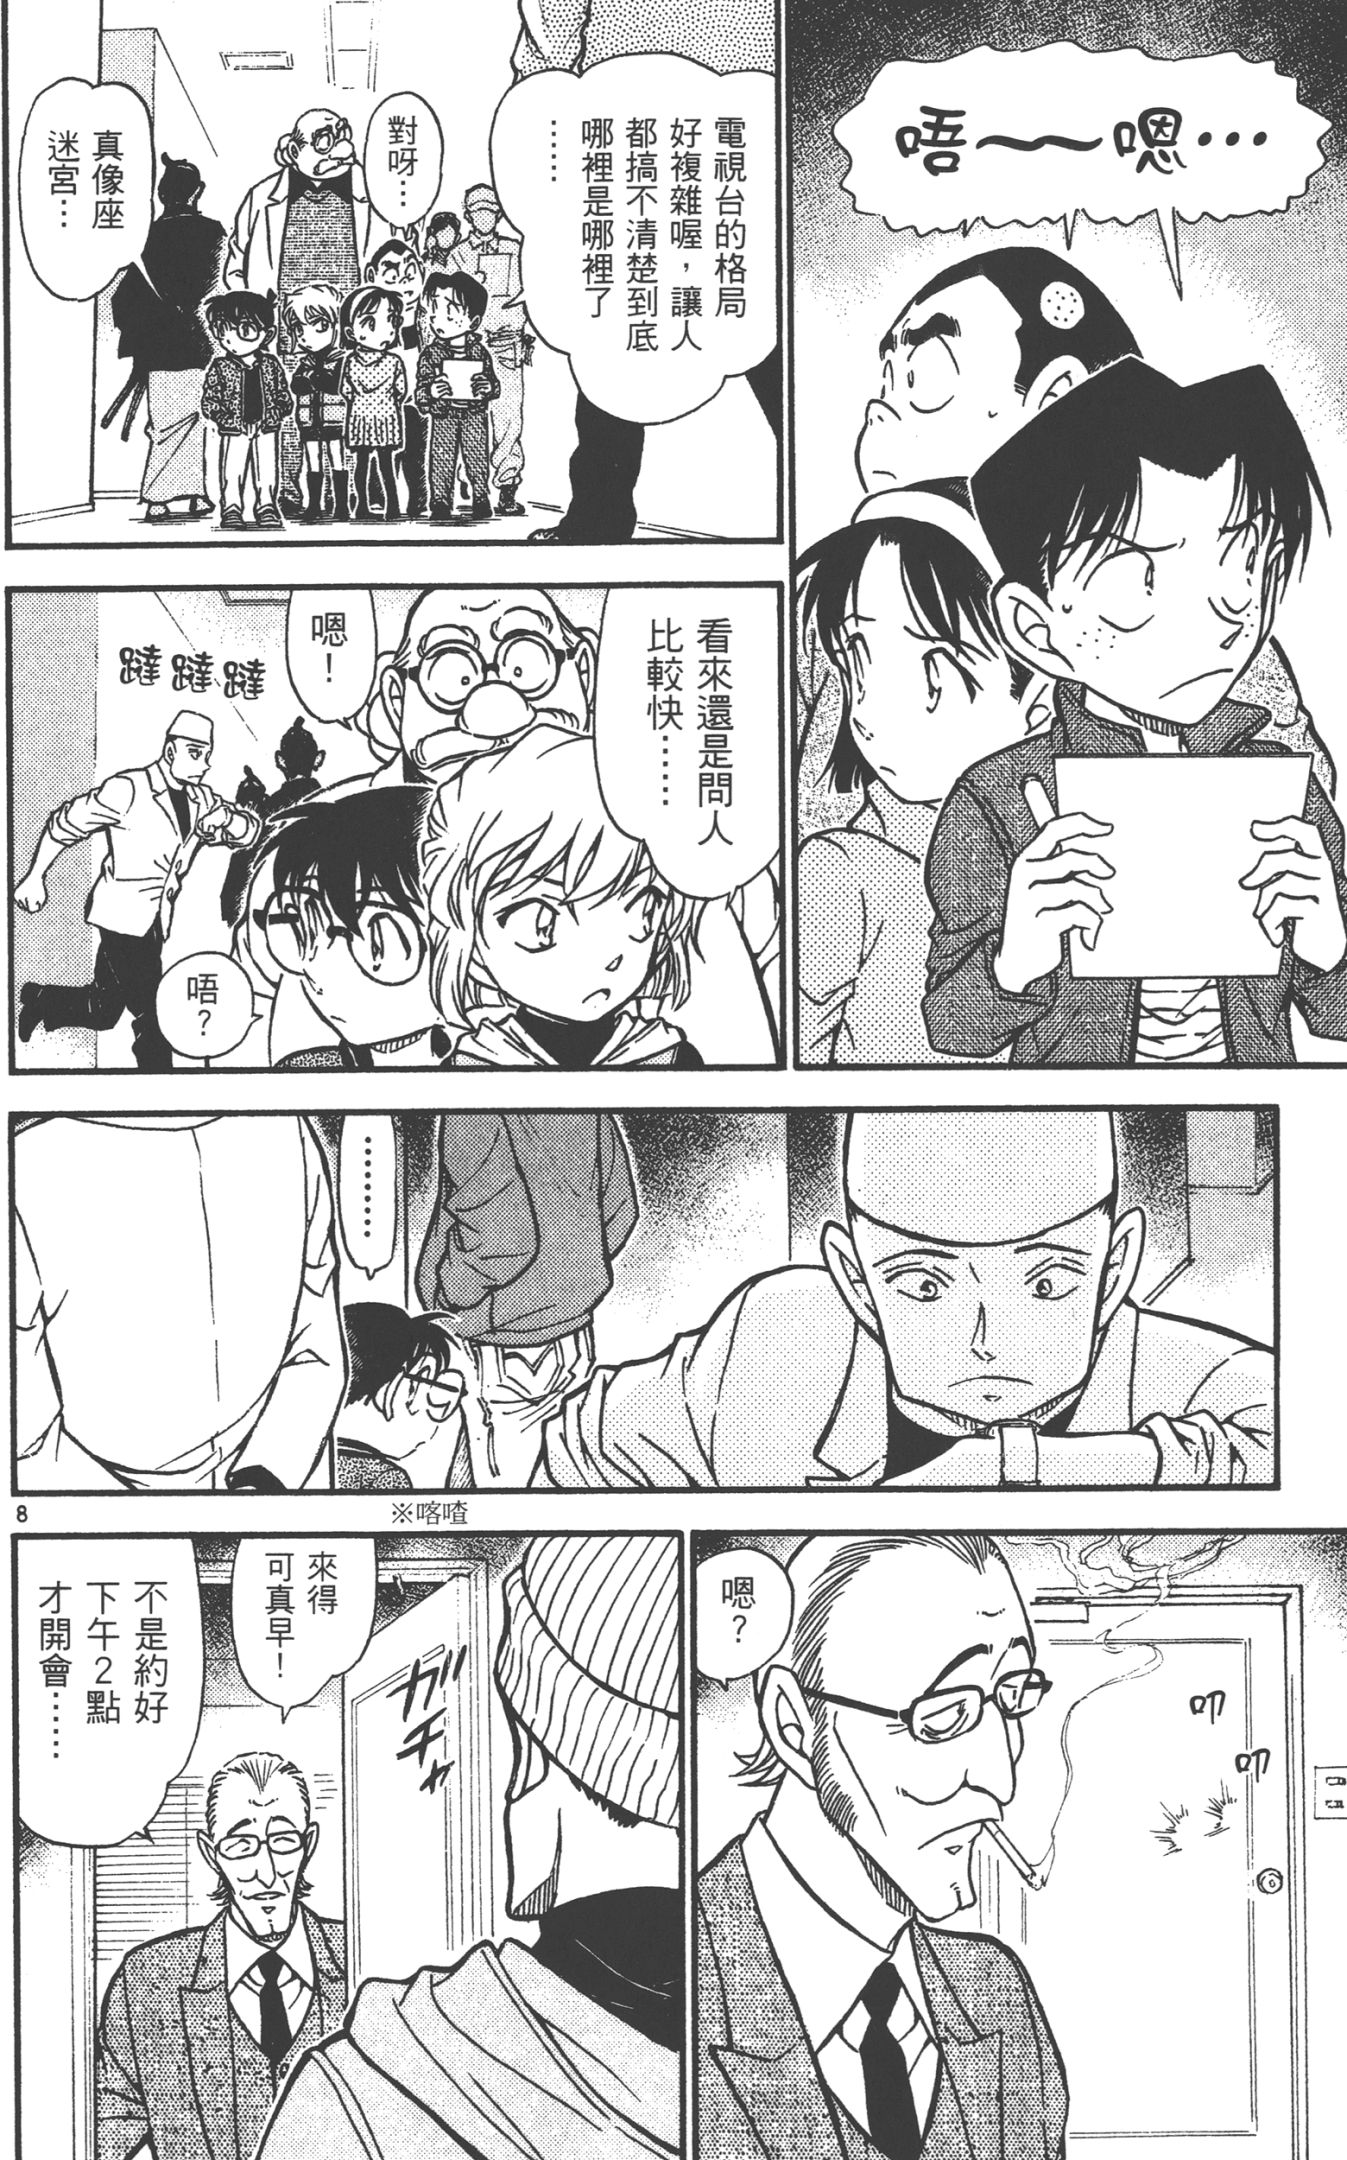 唔～～嗯…
電視台的格局
好複雜喔，讓人
都搞不清楚到底
哪裡是哪裡了
……
對呀…
真像座
迷宮…
看來還是問人
比較快……
嗯！
躂躂躂
唔？
………
8
※喀喳
嗯？
叩
叩
ガチャ
來得
可真早！
不是約好
下午2點
才開會……